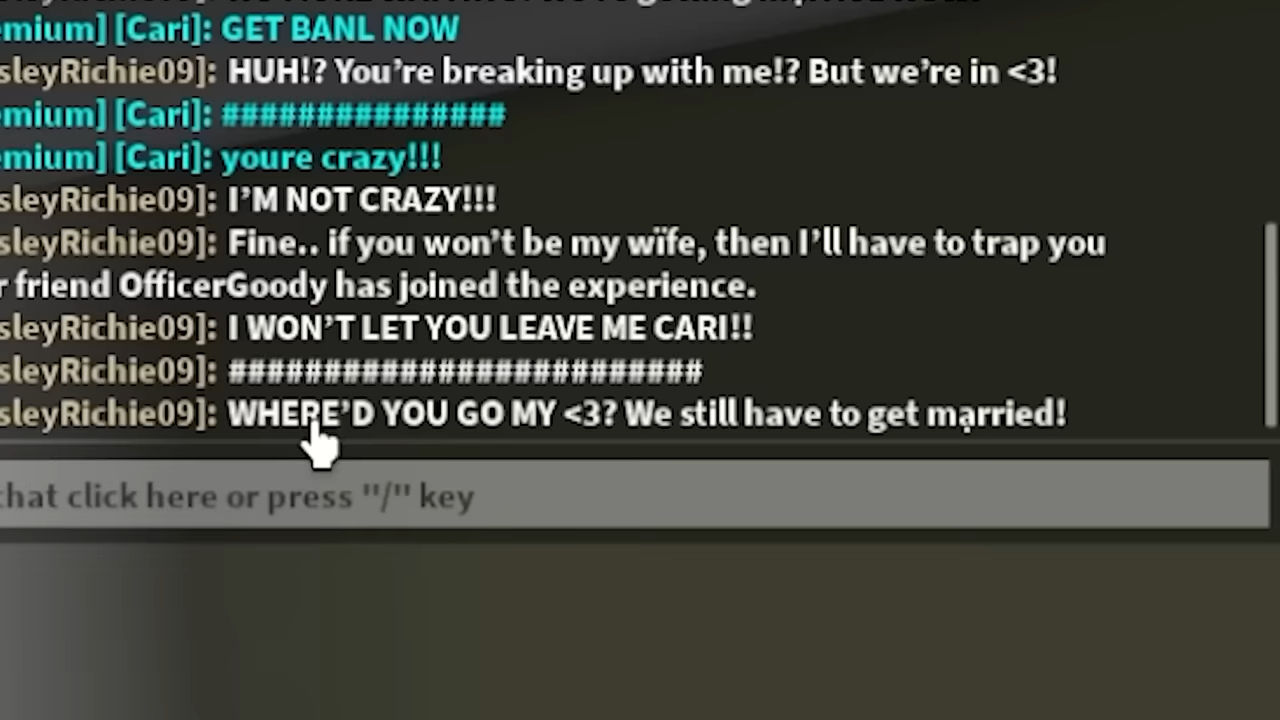 emium] [Cari]: GET BANL NOW
sleyRichie09]: HUH!? You’re breaking up with me!? But we’re in <3!
emium] [Cari]: ###############
emium] [Cari]: youre crazy!!!
sleyRichie09]: I’M NOT CRAZY!!!
sleyRichie09]: Fine.. if you won’t be my wïfe, then I’ll have to trap you
r friend OfficerGoody has joined the experience.
sleyRichie09]: I WON’T LET YOU LEAVE ME CARI!!
sleyRichie09]: #########################
sleyRichie09]: WHERE’D YOU GO MY <3? We still have to get mạrried!
that click here or press "/" key